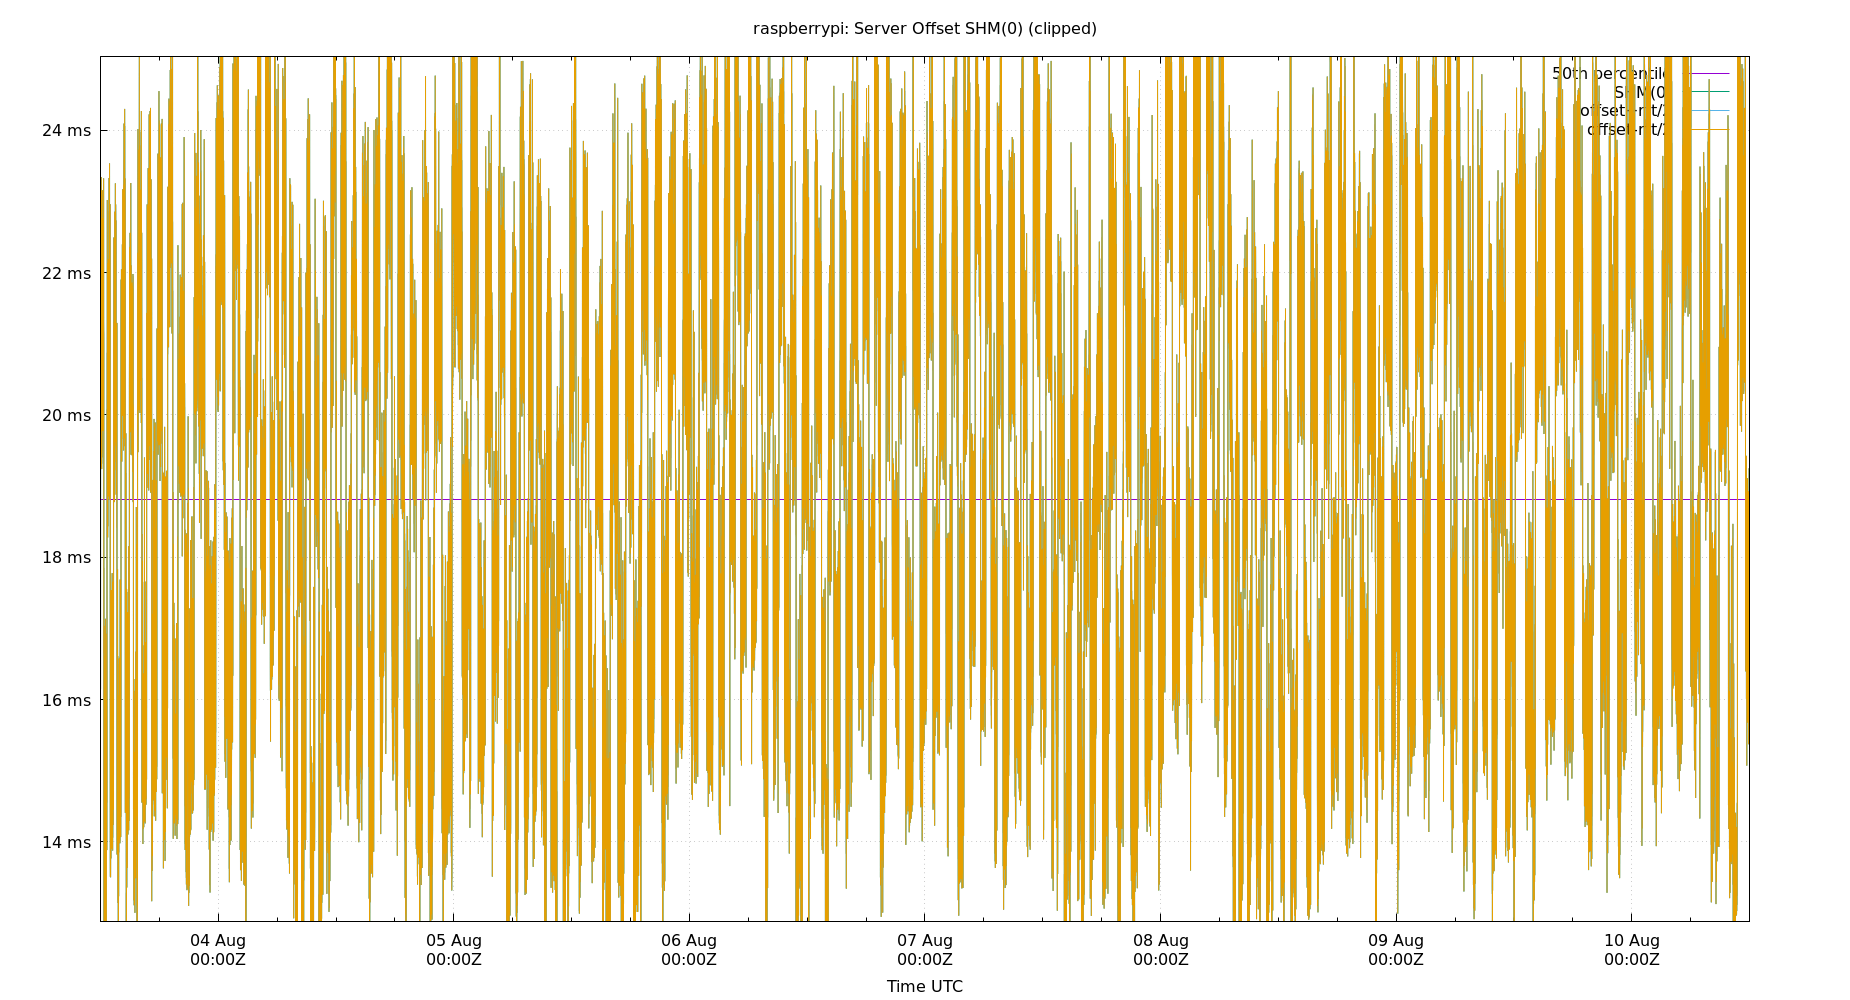 raspberrypi: Server Offset SHM(0) (clipped)
50th percentile
SHM(0)
24 ms
22 ms
20 ms
18 ms
16 ms
14 ms
04 Aug 05 Aug 06 Aug 07 Aug 08 Aug 09 Aug 10 Aug
00:00Z 00:00Z 00:00Z 00:00Z 00:00Z 00:00Z 00:00Z
Time UTC